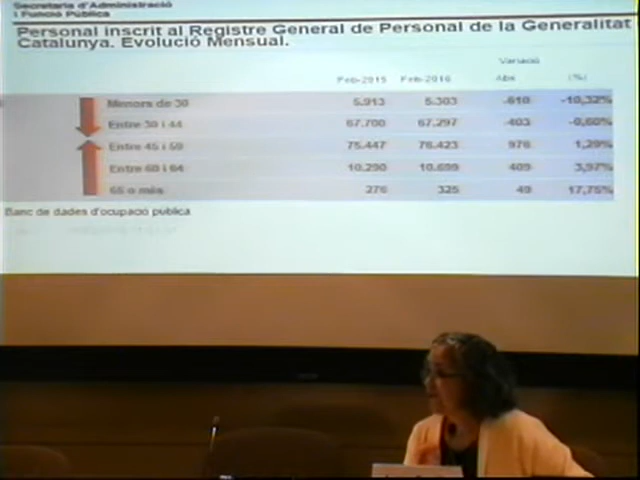 Secretaria d'Administració
i Funció Pública
Personal inscrit al Registre General de Personal de la Generalitat
Catalunya. Evolució Mensual.
Variació
Feb-2015 Feb-2016 Abs (%)
Menors de 30 5.913 5.303 -610 -10,32%
Entre 30 i 44 67.700 67.297 -403 -0,60%
Entre 45 i 59 75.447 76.423 976 1,29%
Entre 60 i 64 10.290 10.699 409 3,97%
65 o més 276 325 49 17,75%
Banc de dades d'ocupació pública